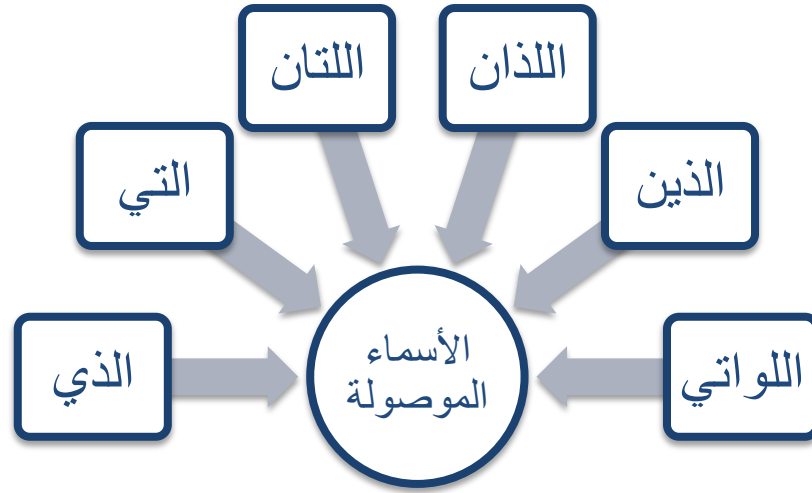 اللذان
اللتان
الذين
التي
اللواتي
الذي
الأسماء
الموصولة